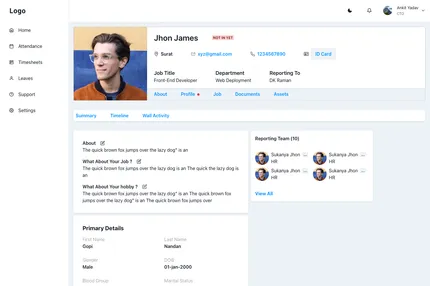 Logo
Ankit Yadav
CTO
Home
Attendance
Timesheets
Leaves
Support
Settings
Jhon James
NOT IN YET
Surat
xyz@gmail.com
1234567890
ID Card
Job Title
Department
Reporting To
Front-End Developer
Web Deployment
DK Raman
About
Profile
Job
Documents
Assets
Summary
Timeline
Wall Activity
About
The quick brown fox jumps over the lazy dog" is an
What About Your Job ?
The quick brown fox jumps over the lazy dog is an The quick the lazy dog is
an
What About Your hobby ?
The quick brown fox jumps over the lazy dog" is an The quick brown fox
jumps over the lazy dog" is an The quick brown fox jumps over
Reporting Team (10)
Sukanya Jhon
HR
Sukanya Jhon
HR
Sukanya Jhon
HR
Sukanya Jhon
HR
View All
Primary Details
First Name
Last Name
Gopi
Nandan
Gender
DOB
Male
01-jan-2000
Blood Group
Marital Status